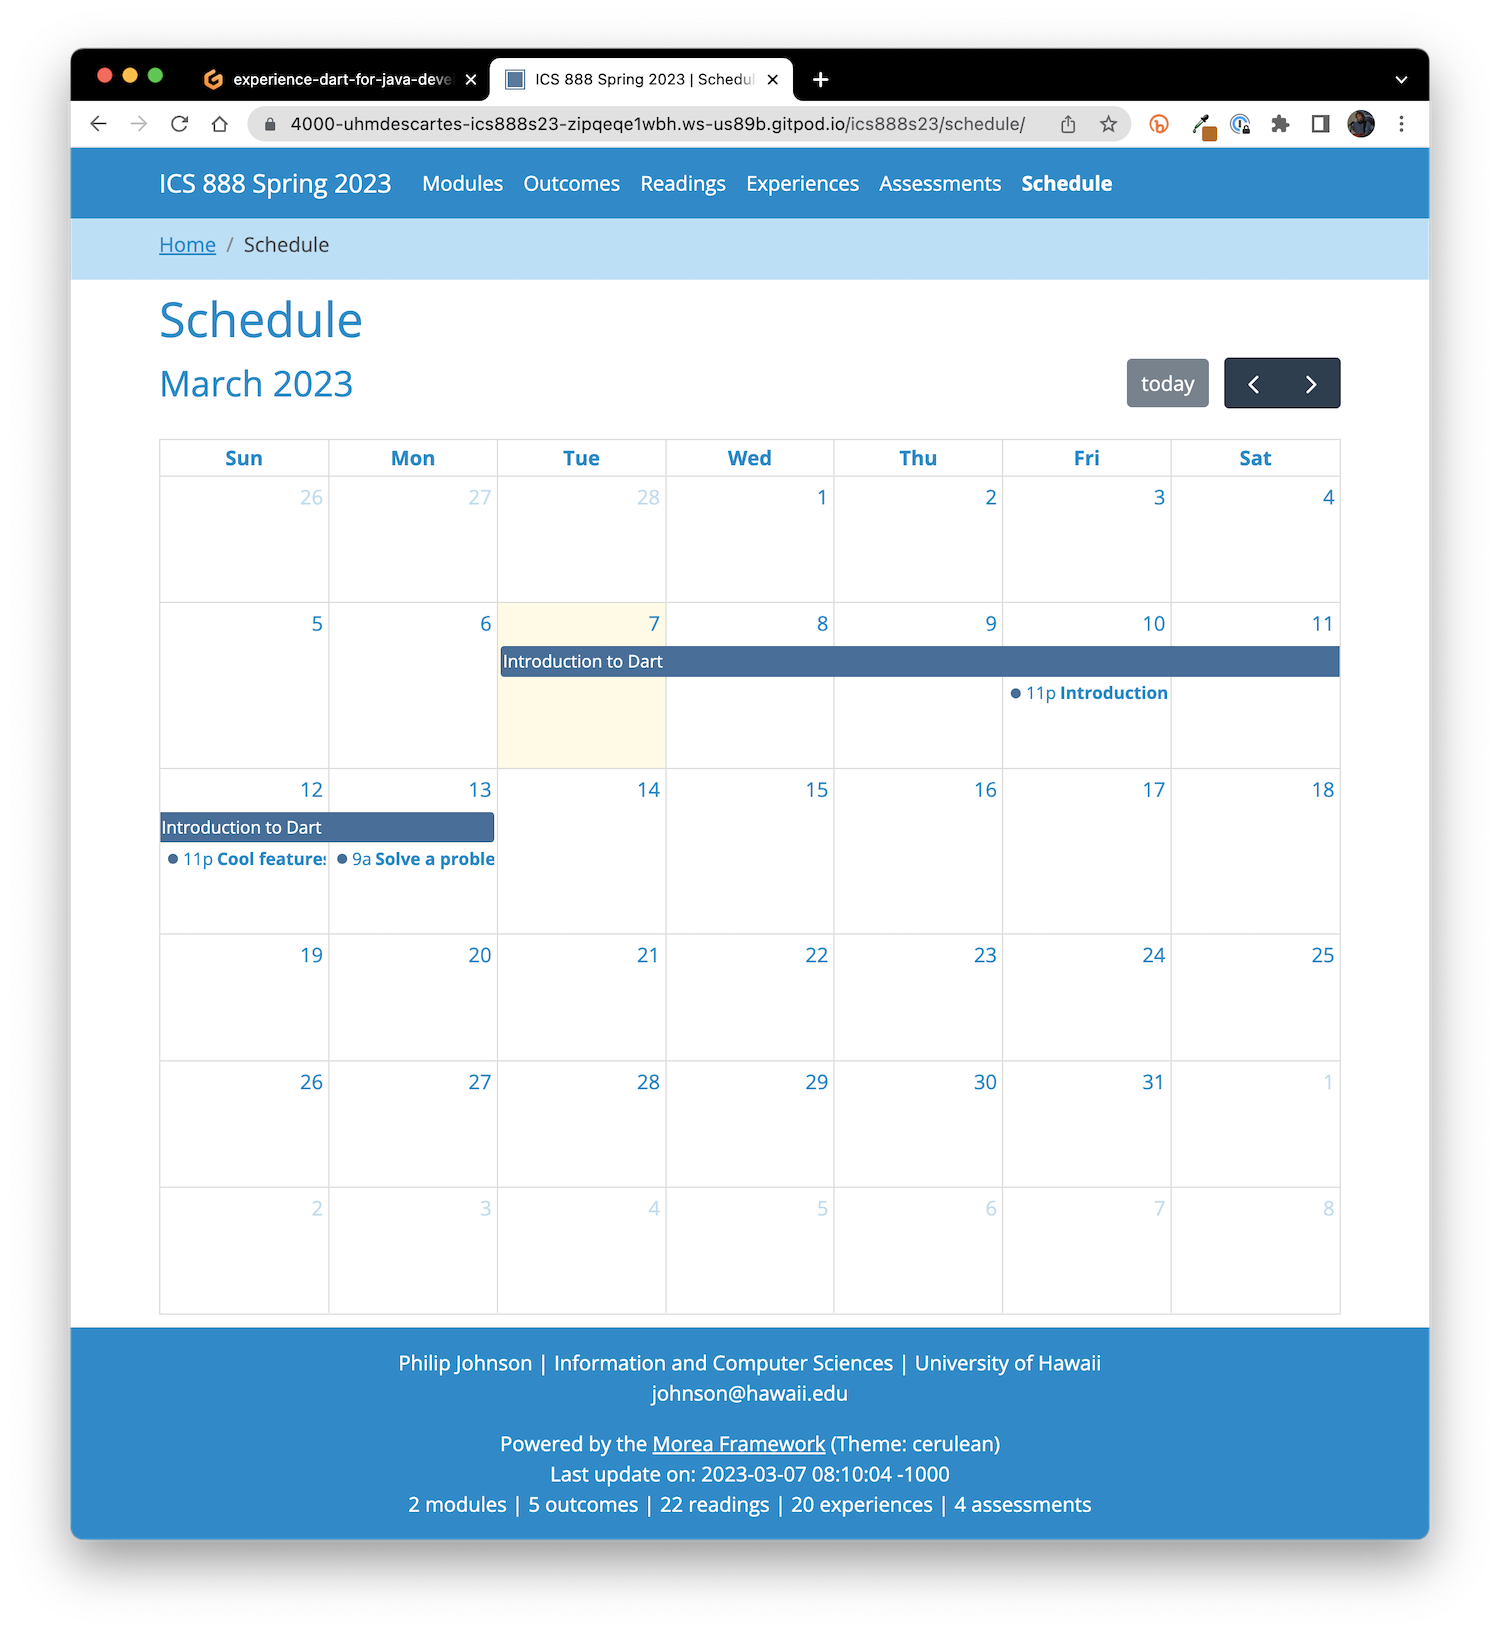 experience-dart-for-java-deve
ICS 888 Spring 2023 | Schedul
4000-uhmdescartes-ics888s23-zipqeqe1wbh.ws-us89b.gitpod.io/ics888s23/schedule/
ICS 888 Spring 2023 Modules Outcomes Readings Experiences Assessments Schedule
Home / Schedule
Schedule
March 2023 today
Sun Mon Tue Wed Thu Fri Sat
26 27 28 1 2 3 4
5 6 7 8 9 10 11
Introduction to Dart
11p Introduction
12 13 14 15 16 17 18
Introduction to Dart
11p Cool features 9a Solve a proble
19 20 21 22 23 24 25
26 27 28 29 30 31 1
2 3 4 5 6 7 8
Philip Johnson | Information and Computer Sciences | University of Hawaii
johnson@hawaii.edu
Powered by the Morea Framework (Theme: cerulean)
Last update on: 2023-03-07 08:10:04 -1000
2 modules | 5 outcomes | 22 readings | 20 experiences | 4 assessments